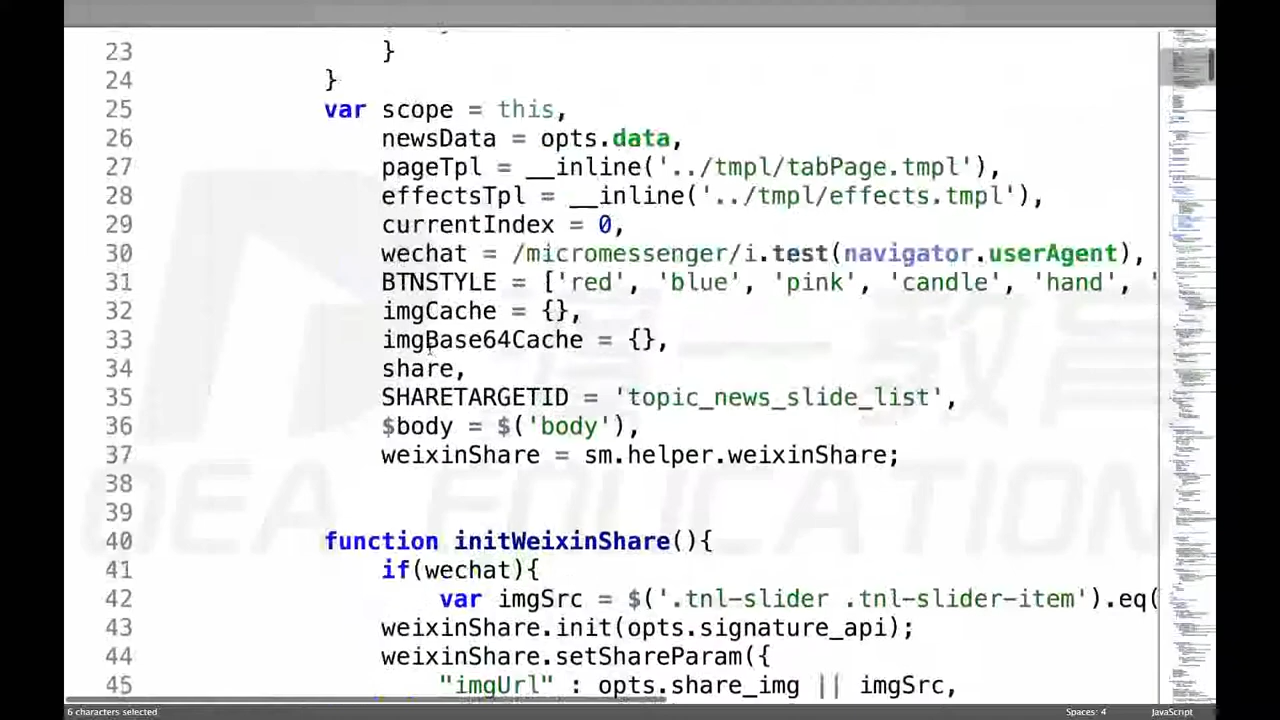 23 }
24 }
25 var scope = this,
26 newsData = opts.data,
27 pageTpl = __inline('../tmpl/tabPage.tmpl'),
28 effectTpl = __inline('../tmpl/effects.tmpl'),
29 currentIndex = 0,
30 wechat = /micromessenger/i.test(navigator.userAgent),
31 BTNSTYLE = ['red', 'blue', 'pink', 'candle', 'hand', '
32 imgCache = {},
33 imgBase64Cache = {},
34 share,
35 SHARETARGETID = 'topic_news_slide_list',
36 $body = $('body'),
37 weixinShare = sm.helper.weixinShare;
38
39
40 function initWeixinShare(){
41 if(wechat){
42 var imgSrc = $('.tnl-slider .tnl-slider-item').eq(
43 weixinShare.init(opts.sigature_api);
44 weixinShare.SetShareParam({
45 "imgUrl" : opts.share_img || imgSrc,
6 characters selected
Spaces: 4
JavaScript